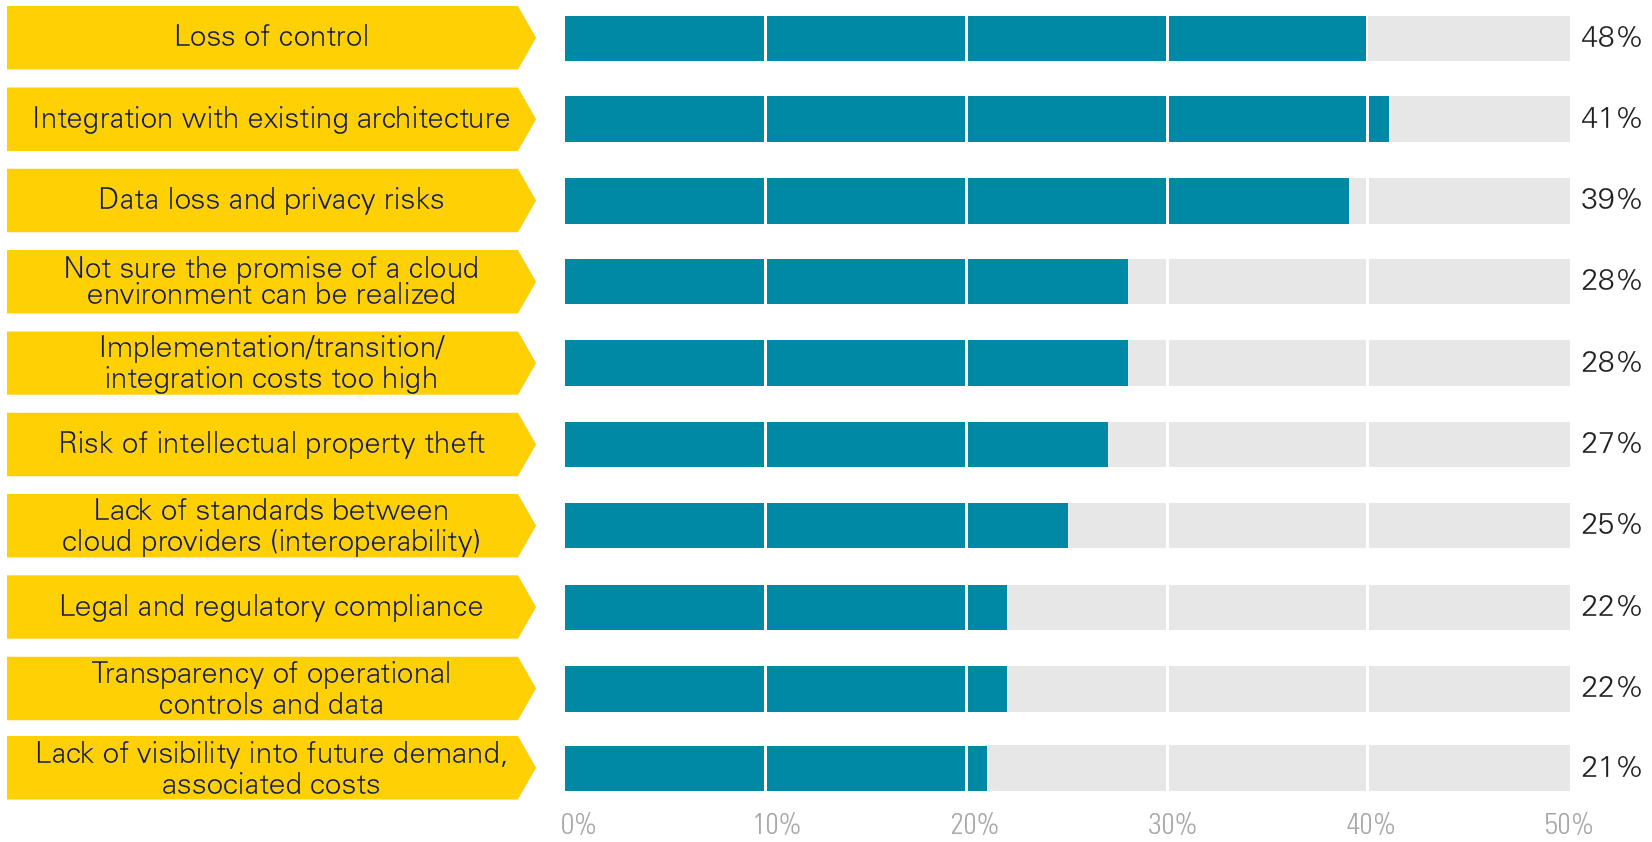 Loss of control
48%
Integration with existing architecture
41%
Data loss and privacy risks
39%
Not sure the promise of a cloud
environment can be realized
28%
Implementation/transition/
integration costs too high
28%
Risk of intellectual property theft
27%
Lack of standards between
cloud providers (interoperability)
25%
Legal and regulatory compliance
22%
Transparency of operational
controls and data
22%
Lack of visibility into future demand,
associated costs
21%
0% 10% 20% 30% 40% 50%